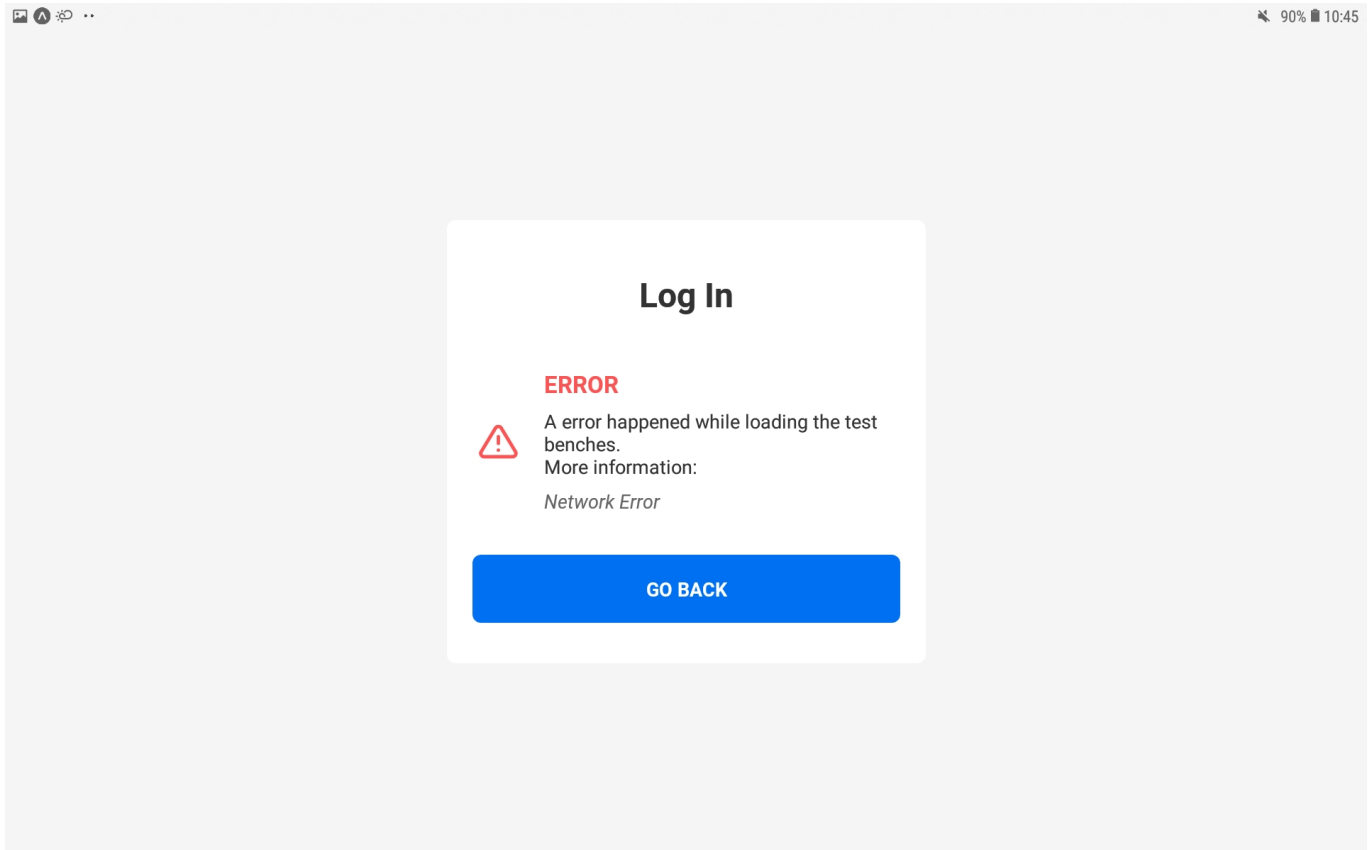 90% 10:45
Log In
ERROR
A error happened while loading the test
benches.
More information:
Network Error
GO BACK